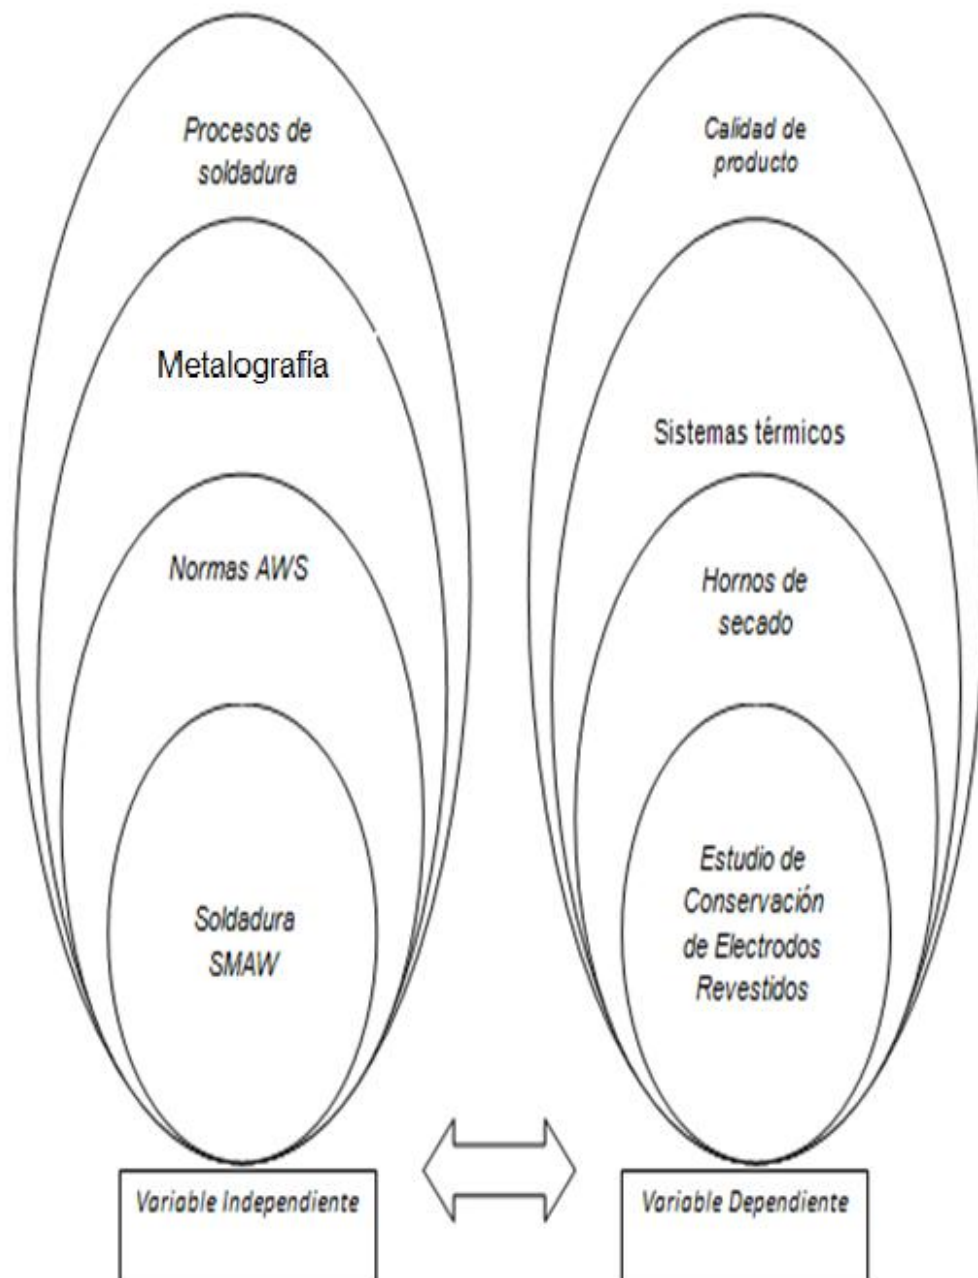 Procesos de
soldadura
Metalografía
Normas AWS
Soldadura
SMAW
Variable Independiente
Calidad de
producto
Sistemas térmicos
Hornos de
secado
Estudio de
Conservación
de Electrodos
Revestidos
Variable Dependiente